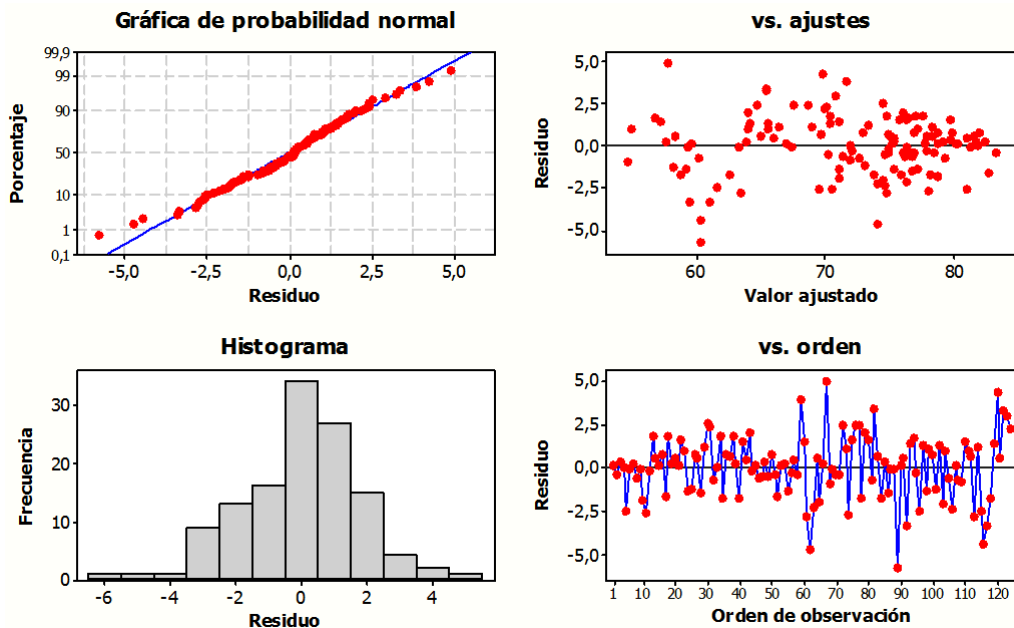 Gráfica de probabilidad normal
99,9
99
90
50
10
1
0,1
Porcentaje
-5,0 -2,5 0,0 2,5 5,0
Residuo
vs. ajustes
5,0
2,5
0,0
-2,5
-5,0
Residuo
60 70 80
Valor ajustado
Histograma
30
20
10
0
Frecuencia
-6 -4 -2 0 2 4
Residuo
vs. orden
5,0
2,5
0,0
-2,5
-5,0
Residuo
1 10 20 30 40 50 60 70 80 90 100 110 120
Orden de observación